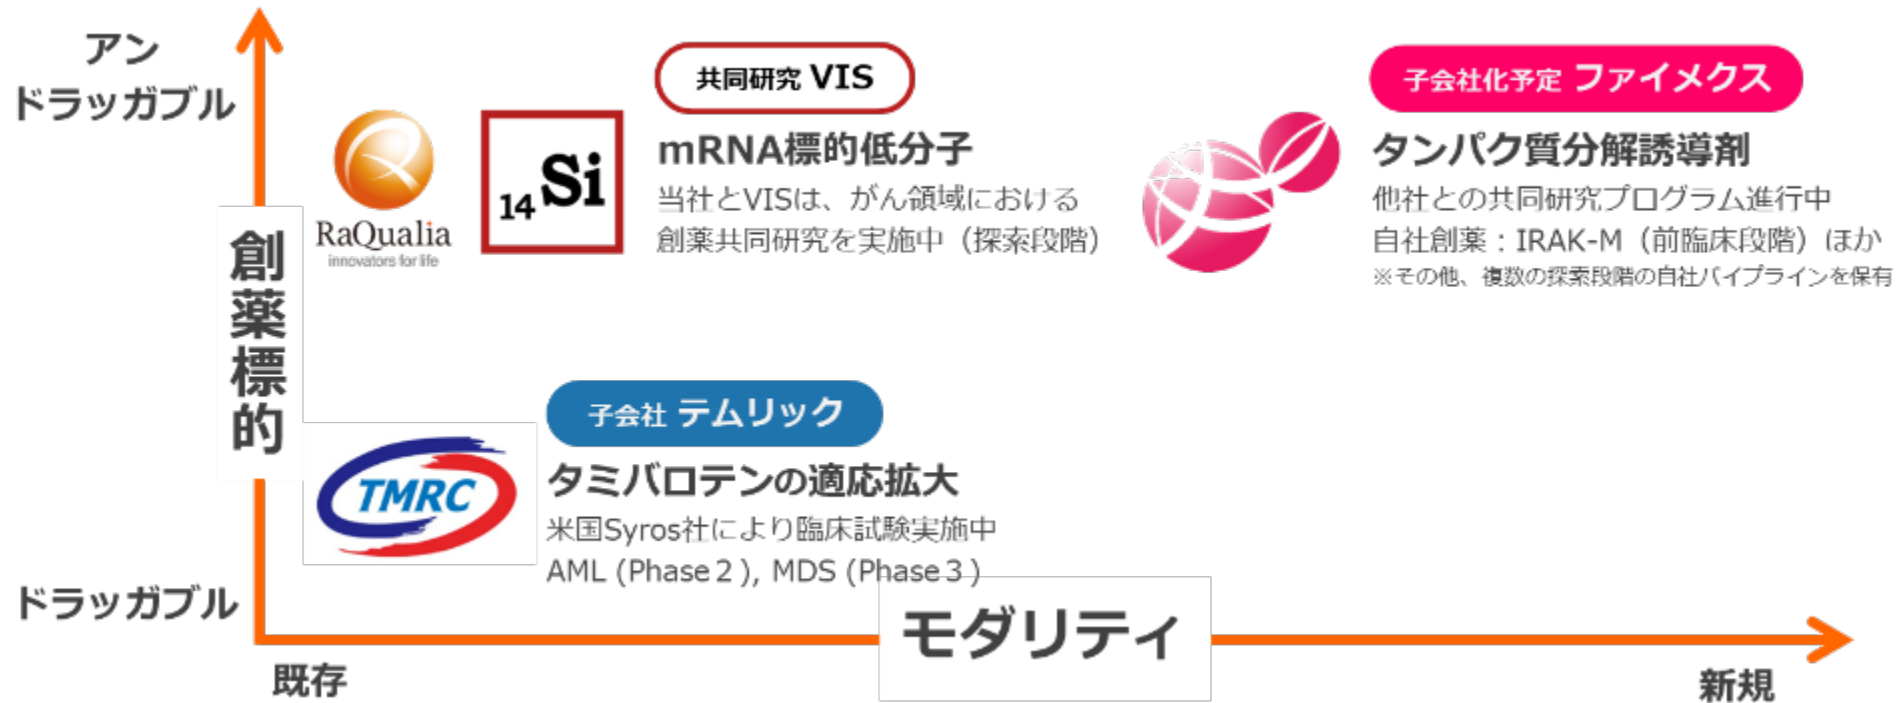 アン
ドラッガブル
創薬標的
ドラッガブル
RaQualia
innovators for life
14Si
共同研究 VIS
mRNA標的低分子
当社とVISは、がん領域における
創薬共同研究を実施中（探索段階）
子会社化予定 ファイメクス
タンパク質分解誘導剤
他社との共同研究プログラム進行中
自社創薬：IRAK-M（前臨床段階）ほか
※その他、複数の探索段階の自社パイプラインを保有
TMRC
子会社 テムリック
タミバロテンの適応拡大
米国Syros社により臨床試験実施中
AML (Phase２), MDS (Phase３)
モダリティ
既存
新規